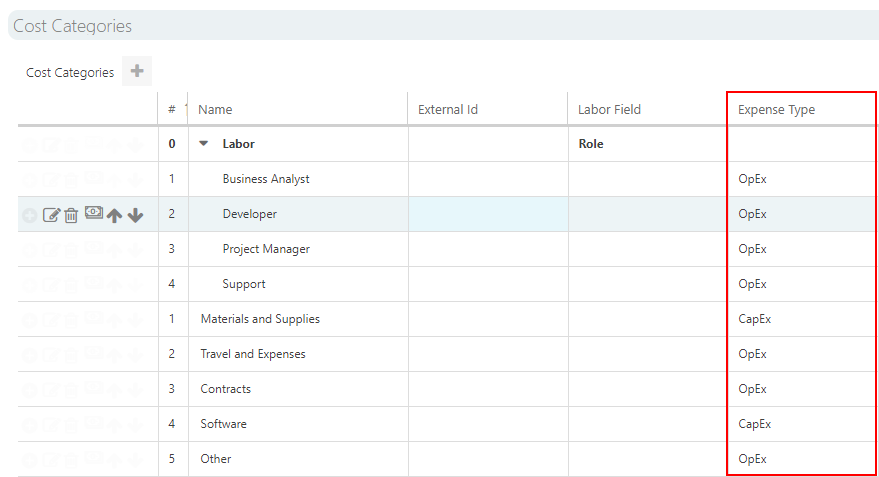 Cost Categories
Cost Categories
# Name External Id Labor Field Expense Type
0 Labor Role
1 Business Analyst OpEx
2 Developer OpEx
3 Project Manager OpEx
4 Support OpEx
1 Materials and Supplies CapEx
2 Travel and Expenses OpEx
3 Contracts OpEx
4 Software CapEx
5 Other OpEx